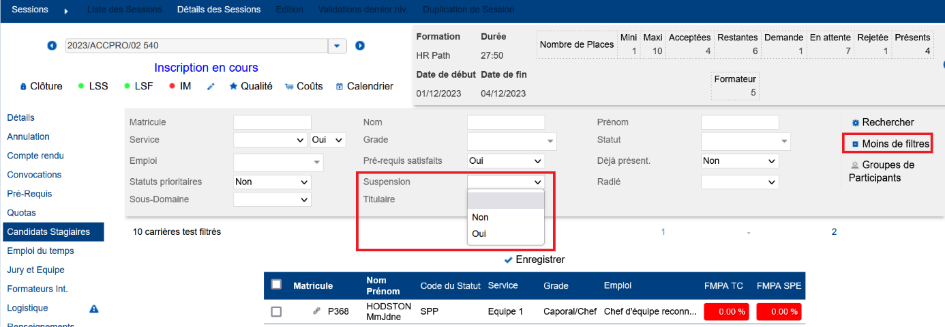 Sessions Liste des Sessions Détails des Sessions Edition Validations dernier niv. Duplication de Session
2023/ACCPRO/02 540
Inscription en cours
Clôture LSS LSF IM Qualité Coûts Calendrier
Formation Durée
HR Path 27:50
Date de début Date de fin
01/12/2023 04/12/2023
Nombre de Places
Mini Maxi Acceptées Restantes Demande En attente Rejetée Présents
1 10 4 6 1 7 1 4
Formateur
5
Détails
Annulation
Compte rendu
Convocations
Pré-Requis
Quotas
Candidats Stagiaires
Emploi du temps
Jury et Equipe
Formateurs Int.
Logistique
Renseignements
Matricule Nom Prénom
Service Oui Grade Statut
Emploi Pré-requis satisfaits Oui Déjà présent. Non
Statuts prioritaires Non Suspension Radié
Sous-Domaine Titulaire
Non
Oui
Rechercher
Moins de filtres
Groupes de
Participants
10 carrières test filtrés 1 - 2
Enregistrer
Matricule Nom Prénom Code du Statut Service Grade Emploi FMPA TC FMPA SPE
P368 HODSTON MmJdne SPP Equipe 1 Caporal/Chef Chef d'équipe reconn... 0.00 % 0.00 %